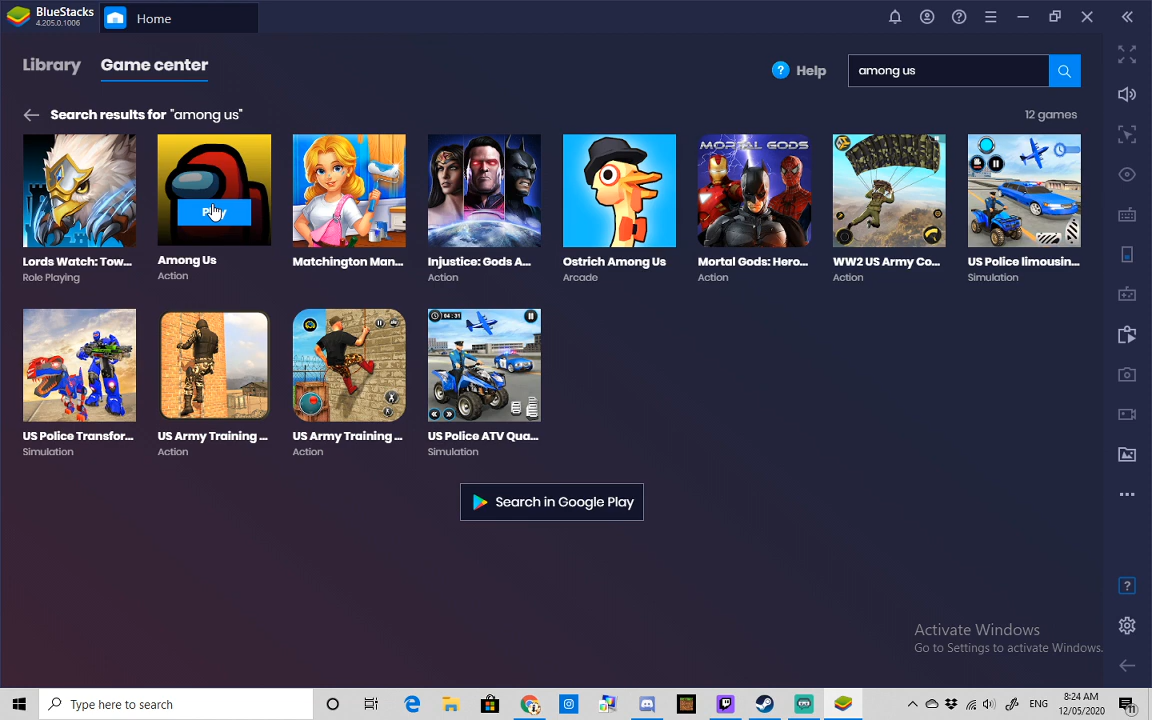 BlueStacks
4.205.0.1006
Home
Library
Game center
Help
among us
Search results for "among us"
12 games
MORTAL GODS
Play
Lords Watch: Tow...
Role Playing
Among Us
Action
Matchington Man...
Injustice: Gods A...
Action
Ostrich Among Us
Arcade
Mortal Gods: Hero...
Action
WW2 US Army Co...
Action
US Police limousin...
Simulation
04:31
US Police Transfor...
Simulation
US Army Training ...
Action
US Army Training ...
Action
US Police ATV Qua...
Simulation
Search in Google Play
Activate Windows
Go to Settings to activate Windows.
Type here to search
ENG
8:24 AM
12/05/2020
11